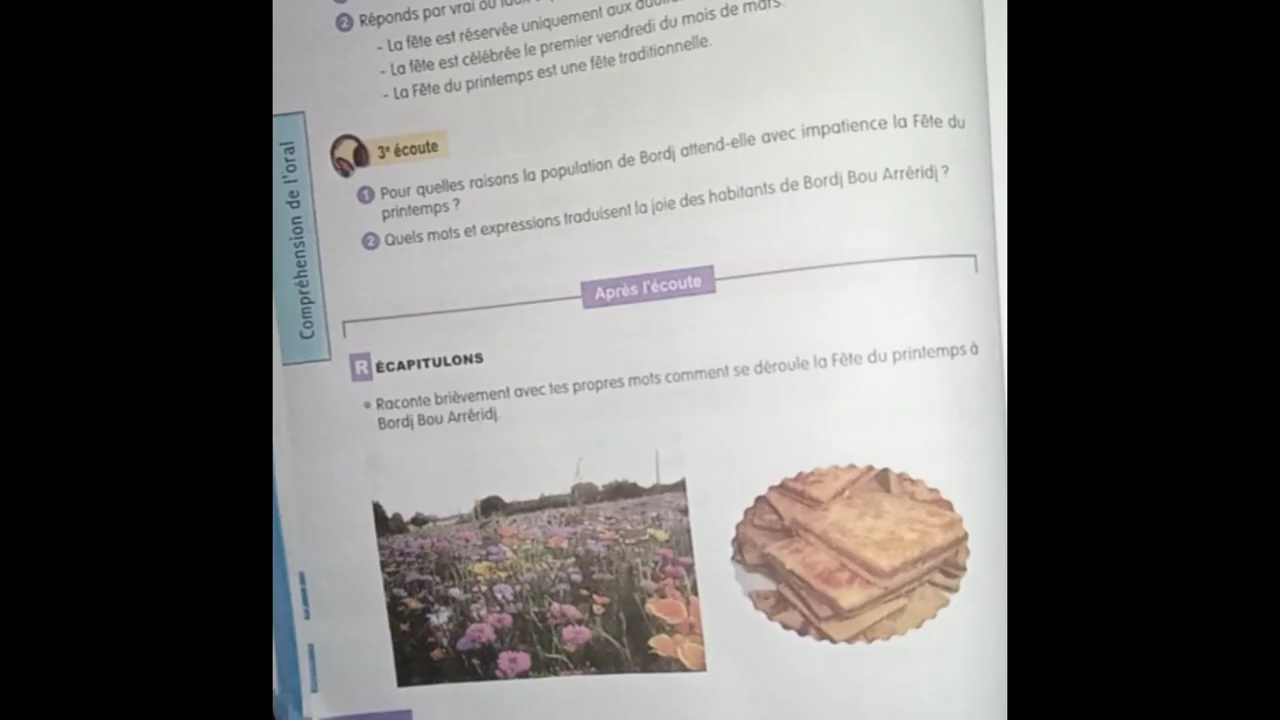 2 Réponds par vrai ou
- La fête est réservée uniquement aux
- La fête est célébrée le premier vendredi du mois de mars.
- La Fête du printemps est une fête traditionnelle.
Compréhension de l'oral
3e écoute
1 Pour quelles raisons la population de Bordj attend-elle avec impatience la Fête du
printemps ?
2 Quels mots et expressions traduisent la joie des habitants de Bordj Bou Arréridj ?
Après l'écoute
RÉCAPITULONS
• Raconte brièvement avec tes propres mots comment se déroule la Fête du printemps à
Bordj Bou Arréridj.